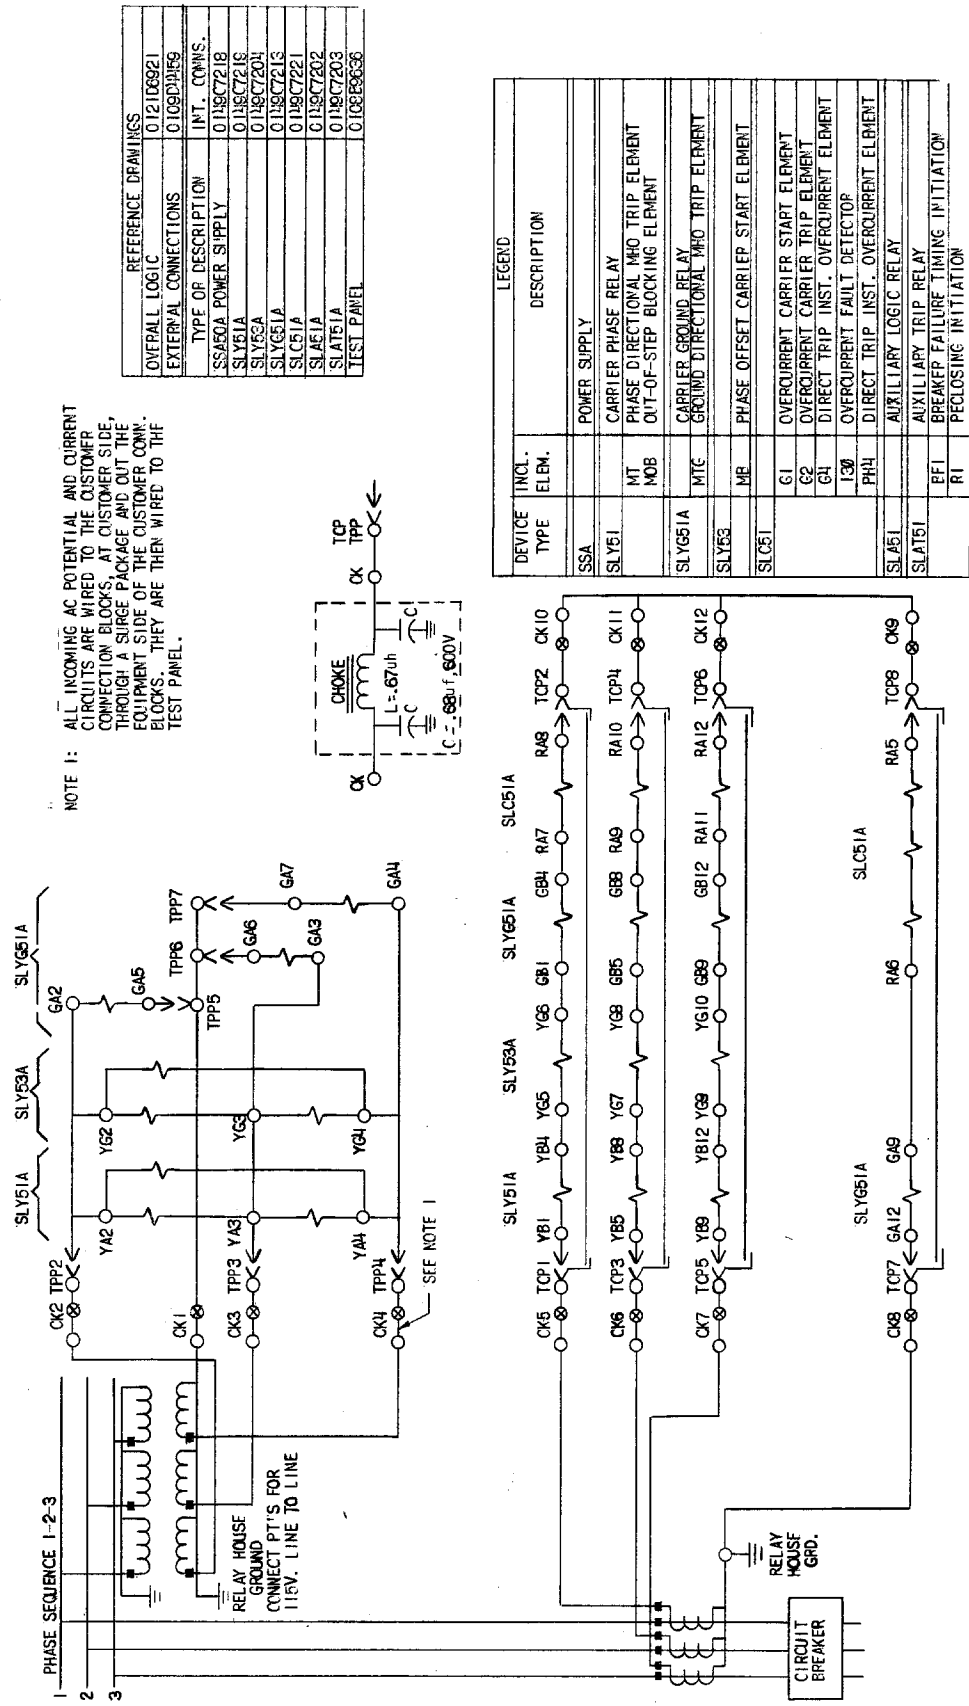 REFERENCE DRAWINGS
OVERALL LOGIC 0121D6921
EXTERNAL CONNECTIONS
TYPE OR DESCRIPTION INT. CONNS.
SSA50A POWER SUPPLY 0149C7218
SLY51A 0149C7219
SLY53A 0149C7204
SLYG51A 0149C7213
SLC51A 0149C7221
SLA51A 0149C7202
SLAT51A 0149C7203
TEST PANEL
NOTE 1: ALL INCOMING AC POTENTIAL AND CURRENT
CIRCUITS ARE WIRED TO THE CUSTOMER
CONNECTION BLOCKS, AT CUSTOMER SIDE,
THROUGH A SURGE PACKAGE AND OUT THE
EQUIPMENT SIDE OF THE CUSTOMER CONN.
BLOCKS. THEY ARE THEN WIRED TO THE
TEST PANEL.
CK
CHOKE
L=.67uh
C
C
C=.68uf,600V
CK
TCP
TPP
LEGEND
DEVICE TYPE INCL. ELEM. DESCRIPTION
SSA POWER SUPPLY
SLY51 CARRIER PHASE RELAY
MT PHASE DIRECTIONAL MHO TRIP ELEMENT
MOB OUT-OF-STEP BLOCKING ELEMENT
SLYG51A CARRIER GROUND RELAY
MTG GROUND DIRECTIONAL MHO TRIP ELEMENT
SLY53
MB PHASE OFFSET CARRIER START ELEMENT
SLC51
G1 OVERCURRENT CARRIER START ELEMENT
G2 OVERCURRENT CARRIER TRIP ELEMENT
G4 DIRECT TRIP INST. OVERCURRENT ELEMENT
I30 OVERCURRENT FAULT DETECTOR
PH4 DIRECT TRIP INST. OVERCURRENT ELEMENT
SLA51 AUXILIARY LOGIC RELAY
SLAT51 AUXILIARY TRIP RELAY
BFI BREAKER FAILURE TIMING INITIATION
RI RECLOSING INITIATION
SLY51A
SLY53A
SLYG51A
PHASE SEQUENCE 1-2-3
1
2
3
CK2 TPP2
YA2
YG2
GA2
GA5
TPP5
TPP6
TPP7
GA6
GA7
GA3
GA4
CK1
CK3 TPP3
YA3
YG3
CK4 TPP4
YA4
YG4
SEE NOTE 1
RELAY HOUSE
GROUND
CONNECT PT'S FOR
115V. LINE TO LINE
SLY51A
SLY53A
SLYG51A
SLC51A
CK5 TCP1 YB1 YB4 YG5 YG6 GB1 GB4 RA7 RA8 TCP2 CK10
CK6 TCP3 YB5 YB8 YG7 YG8 GB5 GB8 RA9 RA10 TCP4 CK11
CK7 TCP5 YB9 YB12 YG9 YG10 GB9 GB12 RA11 RA12 TCP6 CK12
SLYG51A
SLC51A
CK8 TCP7 GA12 GA9 RA6 RA5 TCP8 CK9
RELAY
HOUSE
GRD.
CIRCUIT
BREAKER